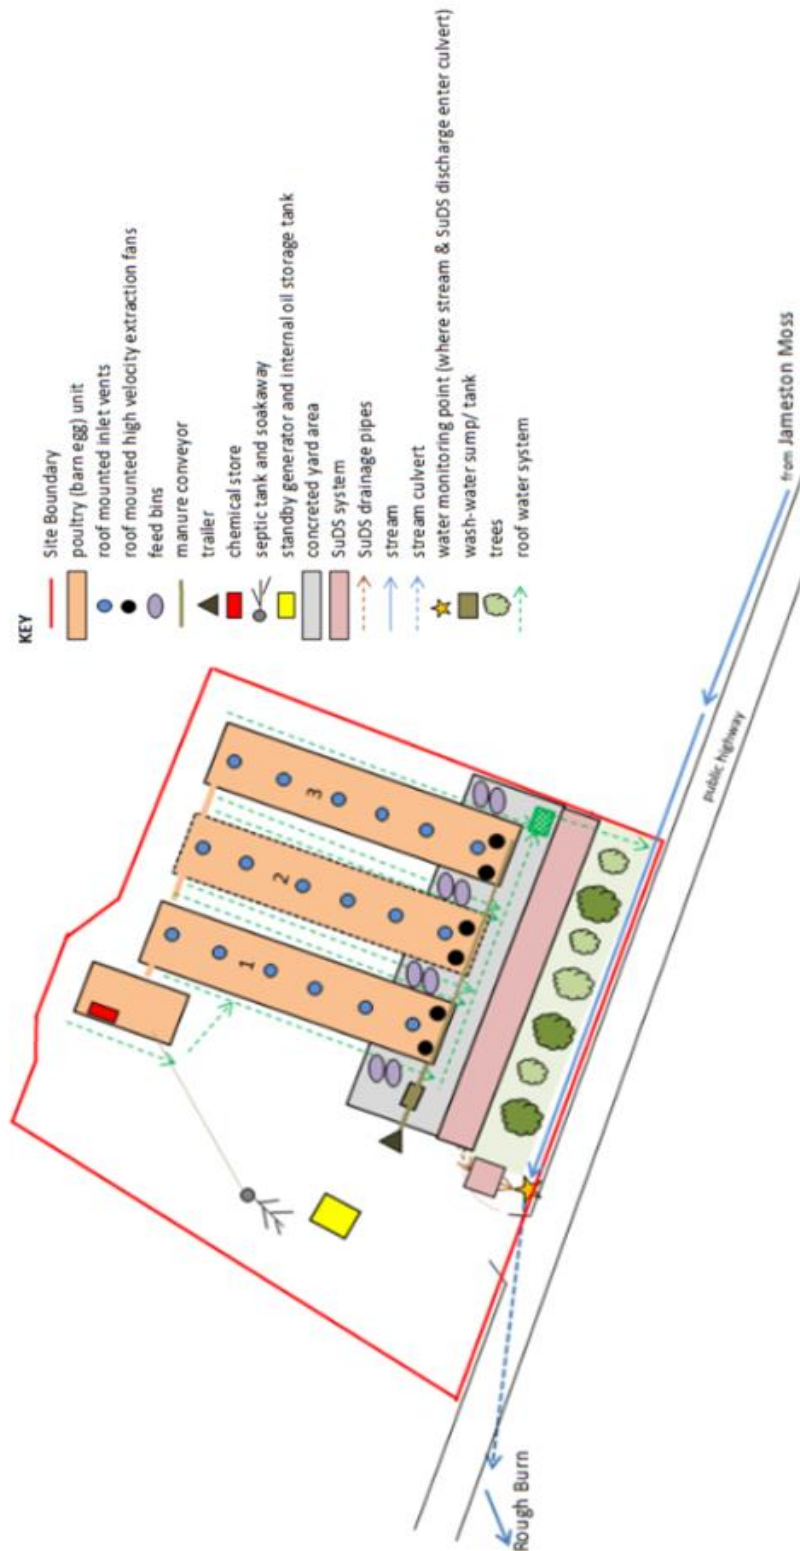 KEY
Site Boundary
poultry (barn egg) unit
roof mounted inlet vents
roof mounted high velocity extraction fans
feed bins
manure conveyor
trailer
chemical store
septic tank and soakaway
standby generator and internal oil storage tank
concreted yard area
SuDS system
SuDS drainage pipes
stream
stream culvert
water monitoring point (where stream & SuDS discharge enter culvert)
wash-water sump/ tank
trees
roof water system
1
2
3
Rough Burn
public highway
from Jameston Moss